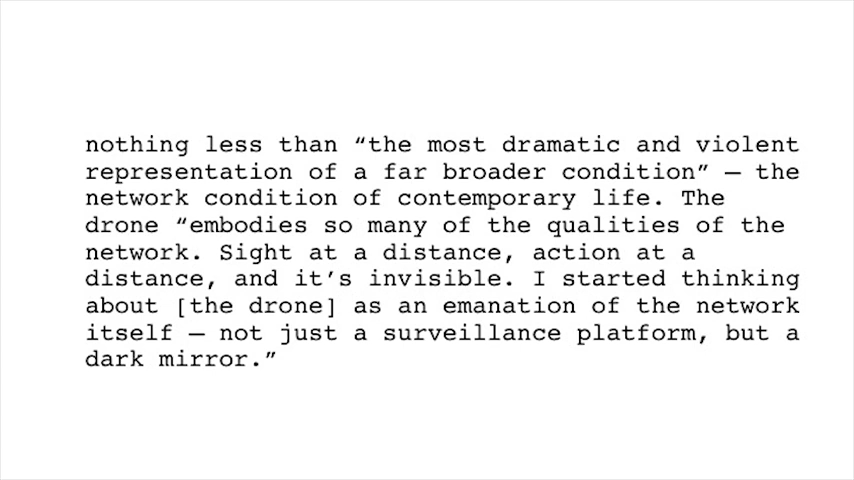 nothing less than “the most dramatic and violent
representation of a far broader condition” — the
network condition of contemporary life. The
drone “embodies so many of the qualities of the
network. Sight at a distance, action at a
distance, and it’s invisible. I started thinking
about [the drone] as an emanation of the network
itself — not just a surveillance platform, but a
dark mirror.”